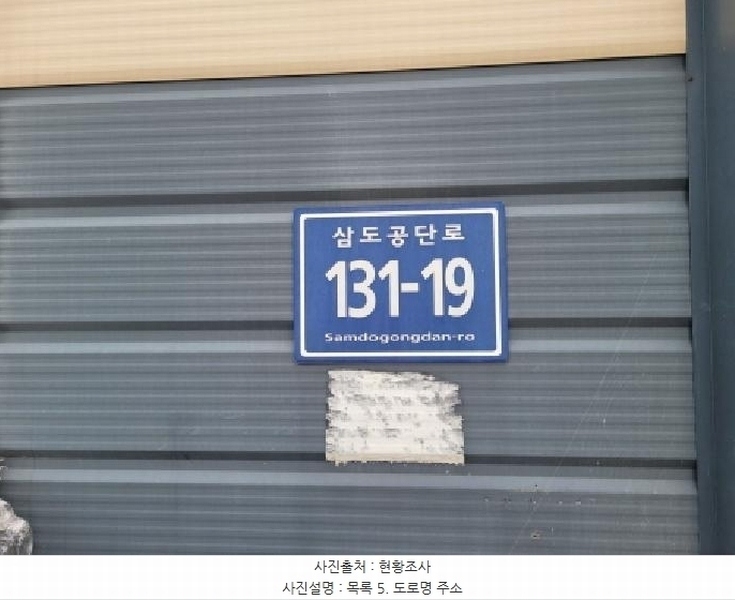 삼도공단로
131-19
Samdogongdan-ro
사진출처 : 현황조사
사진설명 : 목록 5. 도로명 주소